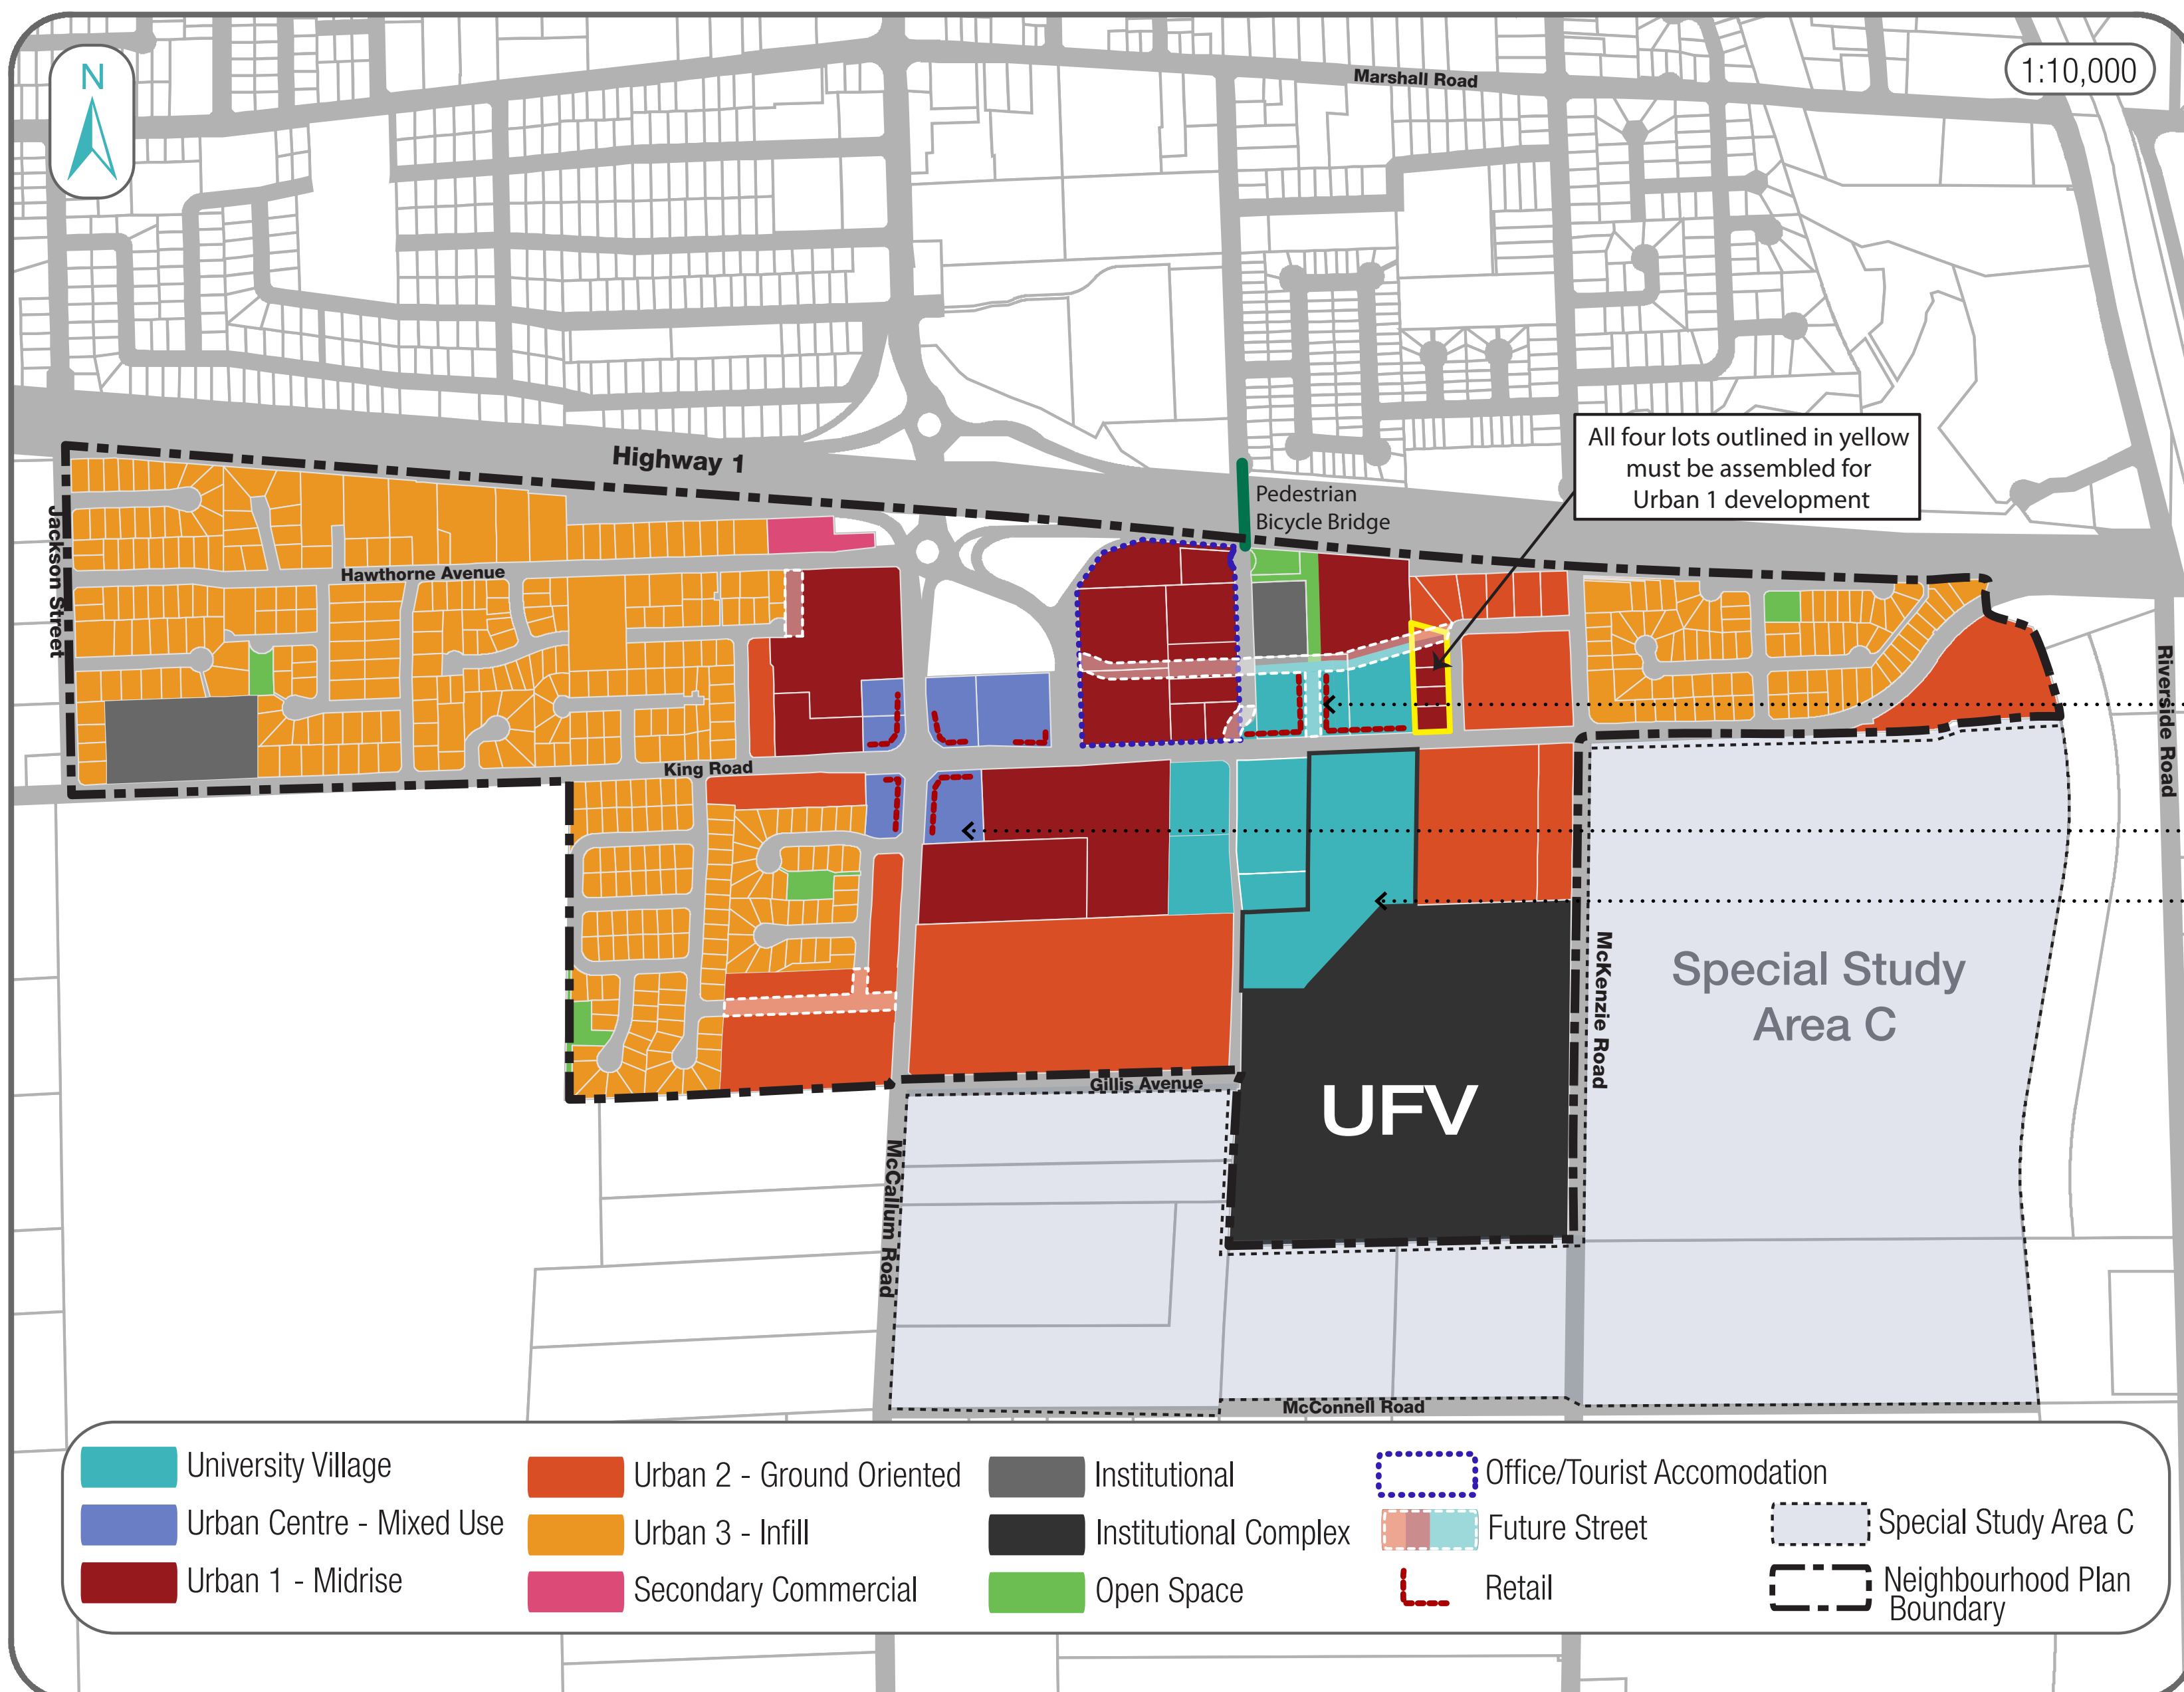 N
1:10,000
Marshall Road
Highway 1
All four lots outlined in yellow
must be assembled for
Urban 1 development
Pedestrian
Bicycle Bridge
Jackson Street
Hawthorne Avenue
King Road
Riverside Road
McKenzie Road
Special Study
Area C
Gillis Avenue
UFV
McCallum Road
McConnell Road
University Village
Urban Centre - Mixed Use
Urban 1 - Midrise
Urban 2 - Ground Oriented
Urban 3 - Infill
Secondary Commercial
Institutional
Institutional Complex
Open Space
Office/Tourist Accomodation
Future Street
Retail
Special Study Area C
Neighbourhood Plan
Boundary